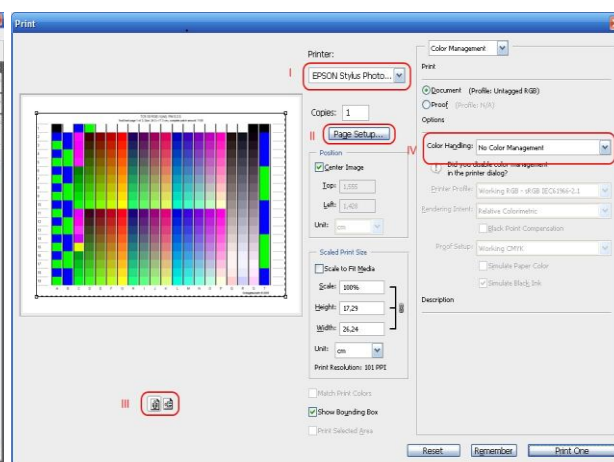 Print
Printer:
I
EPSON Stylus Photo...
Copies: 1
II
Page Setup...
Position
Center Image
Top: 1,855
Left: 1,428
Unit: cm
Scaled Print Size
Scale to Fit Media
Scale: 100%
Height: 17,29
Width: 26,24
Unit: cm
Print Resolution: 101 PPI
Match Print Colors
Show Bounding Box
Print Selected Area
III
Color Management
Print
Document (Profile: Untagged RGB)
Proof (Profile: N/A)
Options
IV
Color Handling: No Color Management
Did you disable color management
in the printer dialog?
Printer Profile: Working RGB - sRGB IEC61966-2.1
Rendering Intent: Relative Colorimetric
Black Point Compensation
Proof Setup: Working CMYK
Simulate Paper Color
Simulate Black Ink
Description
Reset
Remember
Print One